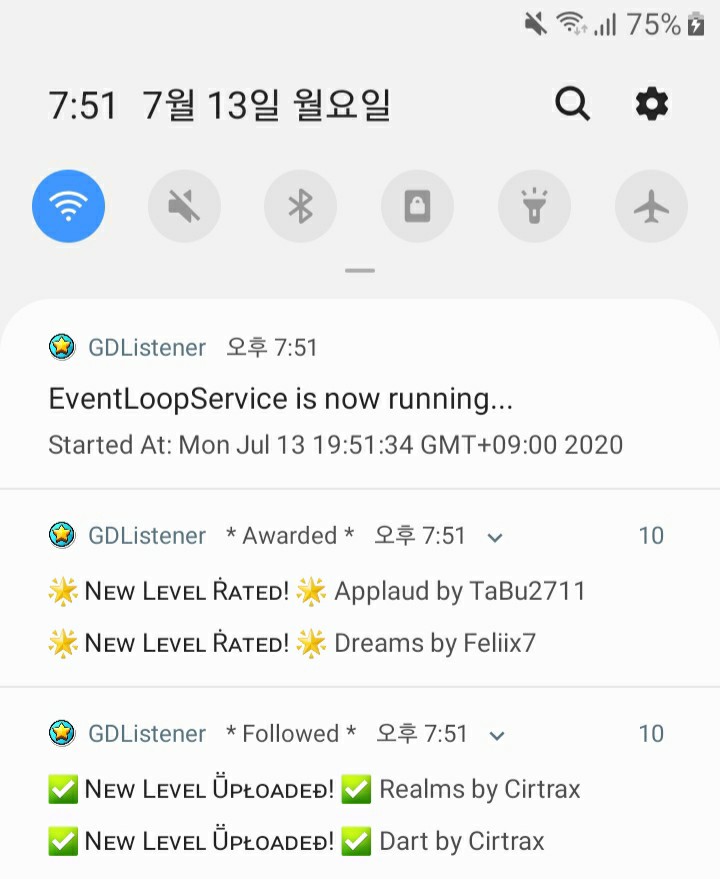 75%
7:51 7월 13일 월요일
GDListener 오후 7:51
EventLoopService is now running...
Started At: Mon Jul 13 19:51:34 GMT+09:00 2020
GDListener * Awarded * 오후 7:51 10
🌟 Nᴇᴡ Lᴇᴠᴇʟ Ṙᴀᴛᴇᴅ! 🌟 Applaud by TaBu2711
🌟 Nᴇᴡ Lᴇᴠᴇʟ Ṙᴀᴛᴇᴅ! 🌟 Dreams by Feliix7
GDListener * Followed * 오후 7:51 10
✅ Nᴇᴡ Lᴇᴠᴇʟ Ṻᴘᴌᴏᴀᴅᴇᴆ! ✅ Realms by Cirtrax
✅ Nᴇᴡ Lᴇᴠᴇʟ Ṻᴘᴌᴏᴀᴅᴇᴆ! ✅ Dart by Cirtrax